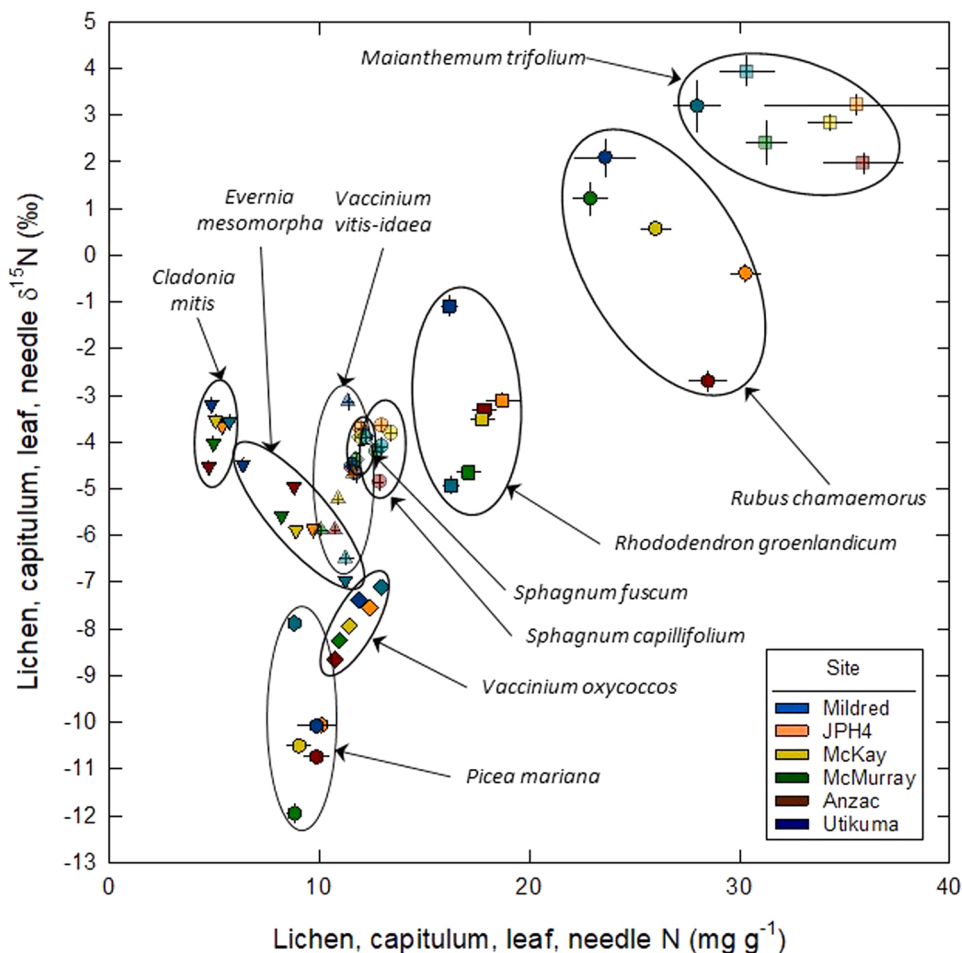 5
4
3
2
1
0
-1
-2
-3
-4
-5
-6
-7
-8
-9
-10
-11
-12
-13
Lichen, capitulum, leaf, needle δ¹⁵N (‰)
Maianthemum trifolium
Evernia
mesomorpha
Vaccinium
vitis-idaea
Cladonia
mitis
Rubus chamaemorus
Rhododendron groenlandicum
Sphagnum fuscum
Sphagnum capillifolium
Vaccinium oxycoccos
Picea mariana
Site
Mildred
JPH4
McKay
McMurray
Anzac
Utikuma
0 10 20 30 40
Lichen, capitulum, leaf, needle N (mg g⁻¹)